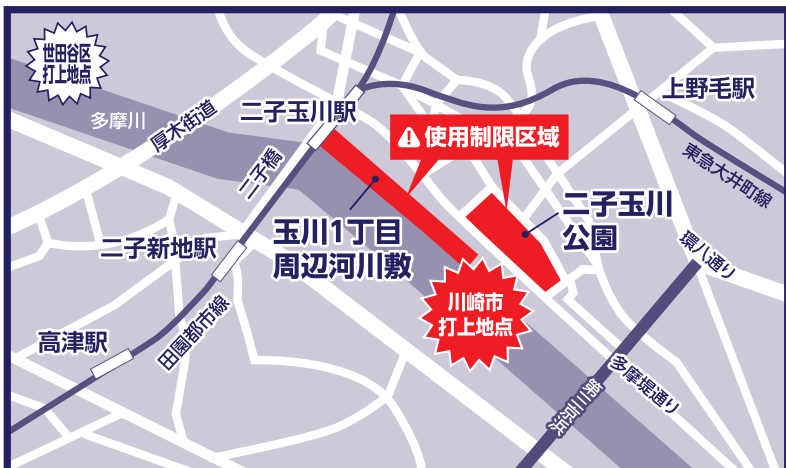 世田谷区
打上地点
多摩川
厚木街道
二子玉川駅
上野毛駅
使用制限区域
二子橋
東急大井町線
玉川1丁目
周辺河川敷
二子玉川
公園
二子新地駅
環八通り
川崎市
打上地点
田園都市線
高津駅
多摩堤通り
第三京浜